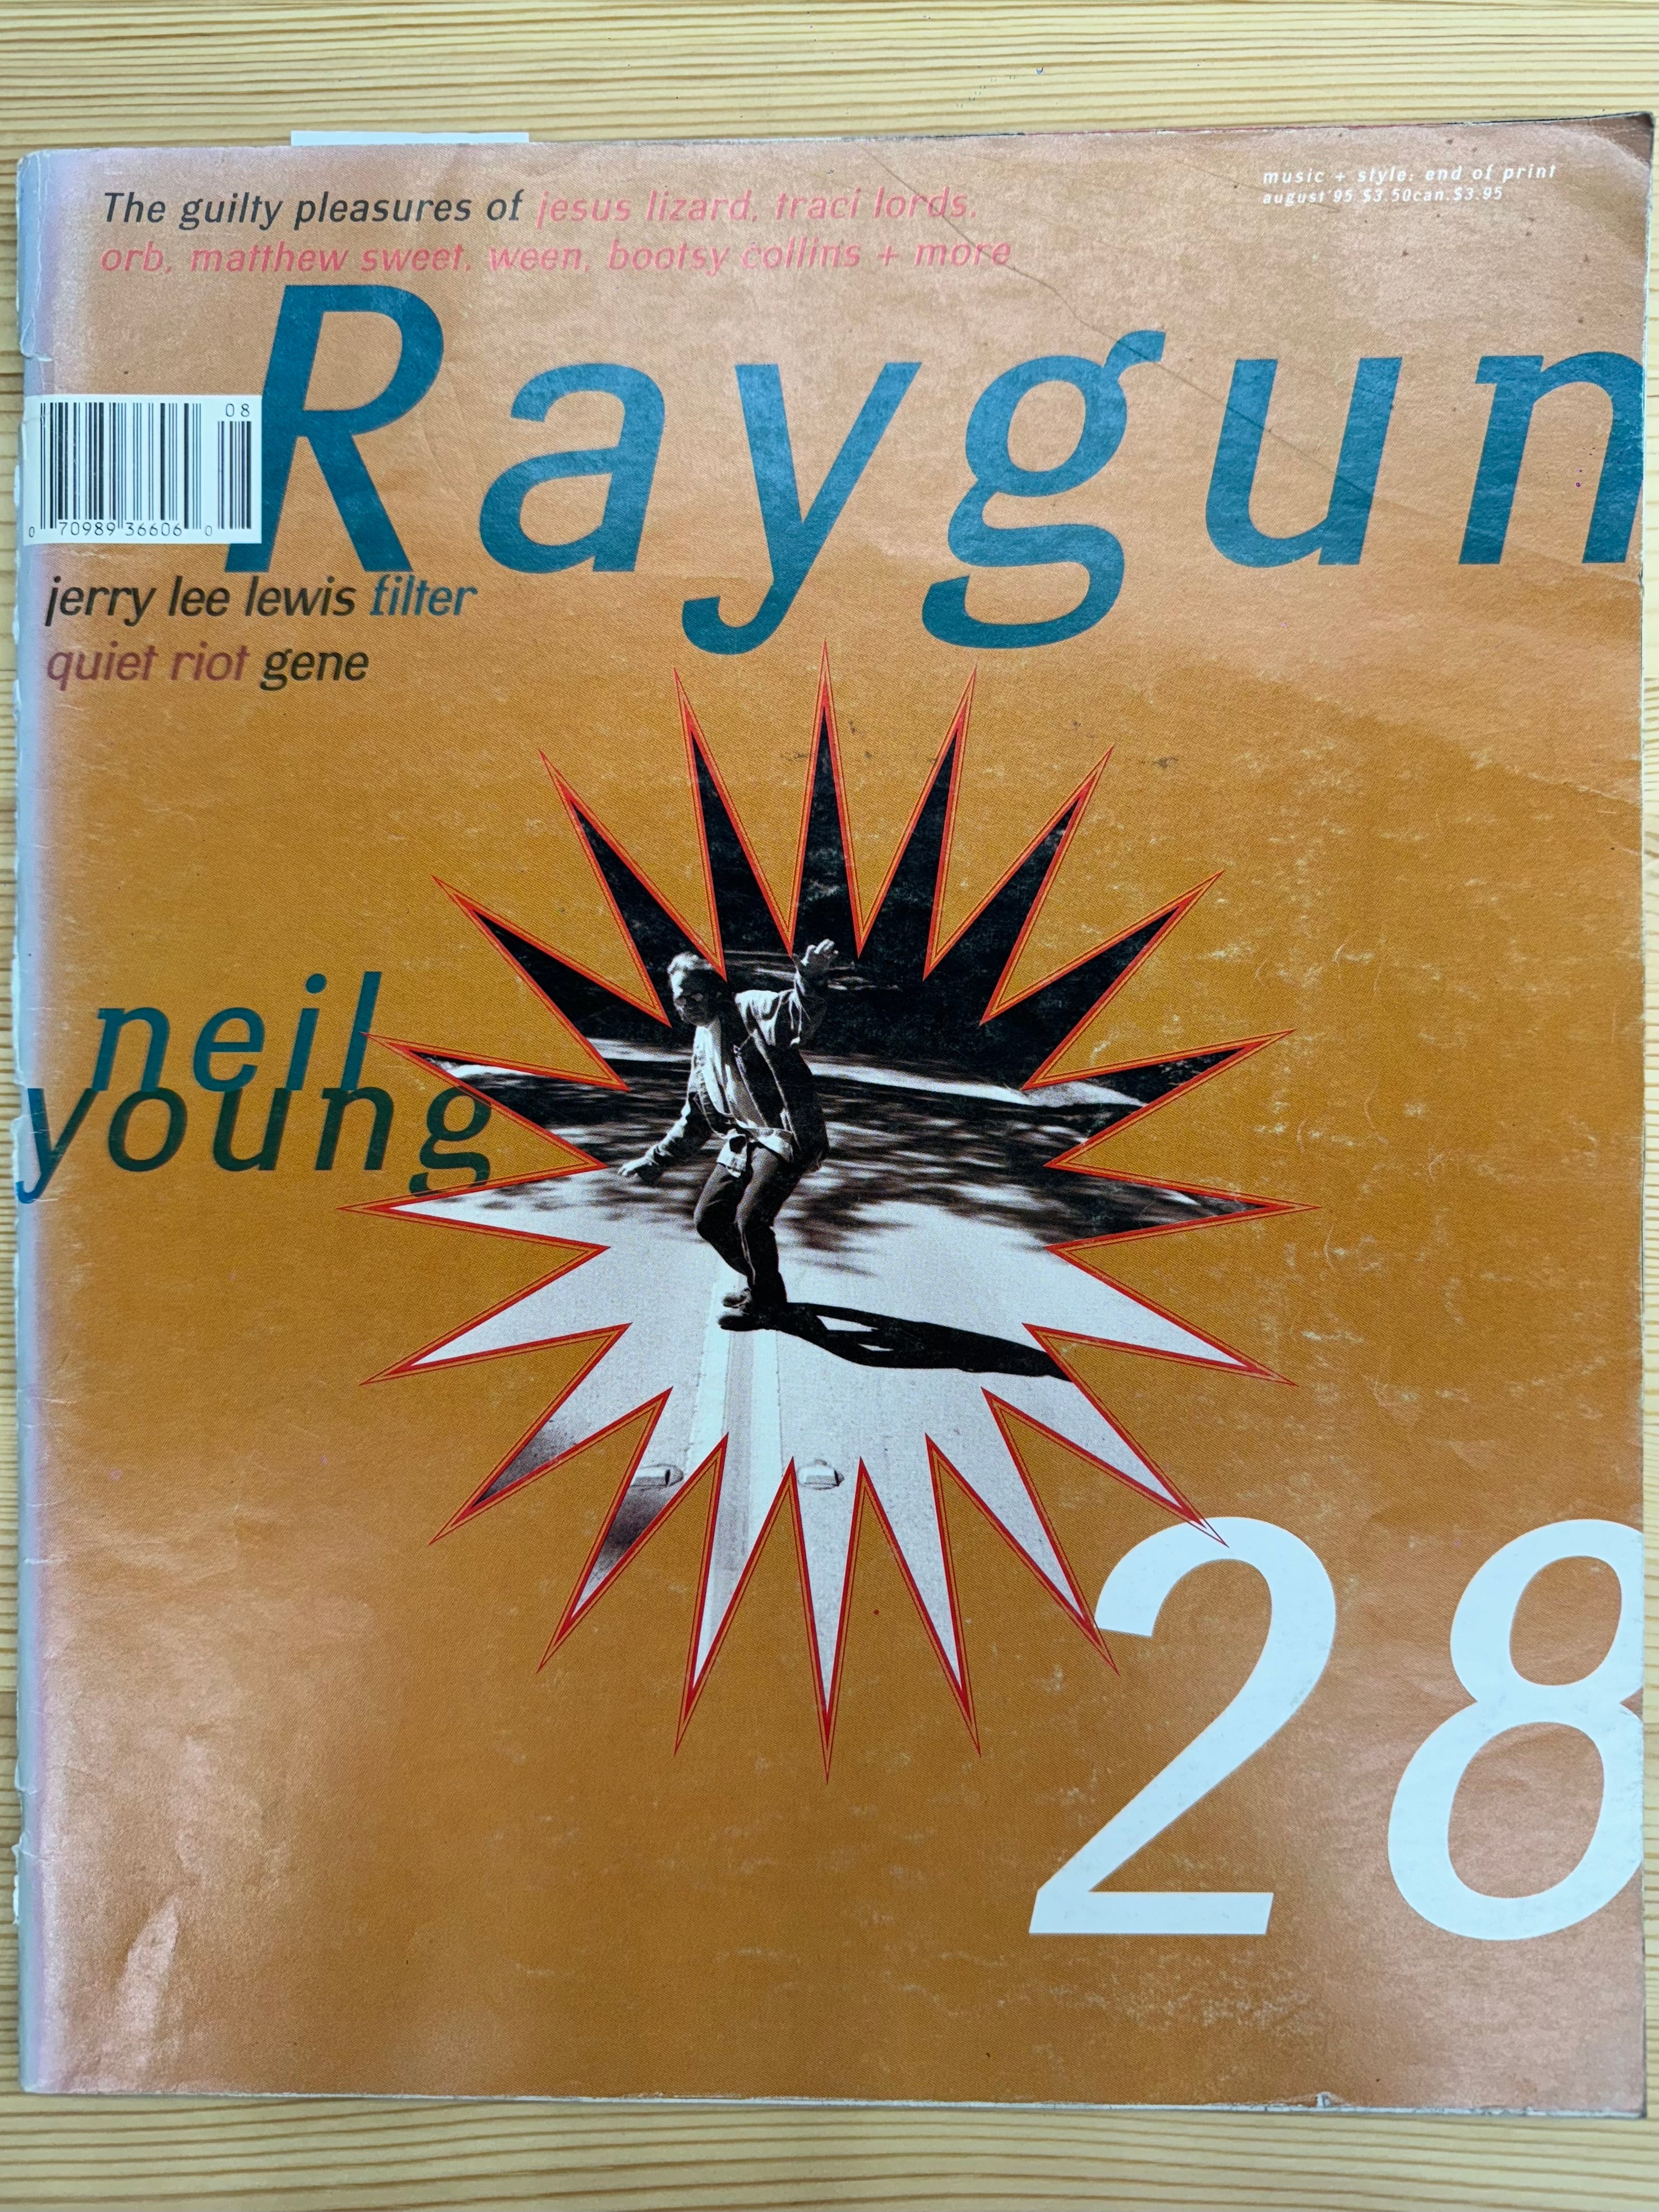 The guilty pleasures of jesus lizard, traci lords,
orb, matthew sweet, ween, bootsy collins + more
music + style: end of print
august'95 $3.50can.$3.95
Raygun
08
0 70989 36606 0
jerry lee lewis filter
quiet riot gene
neil
young
28